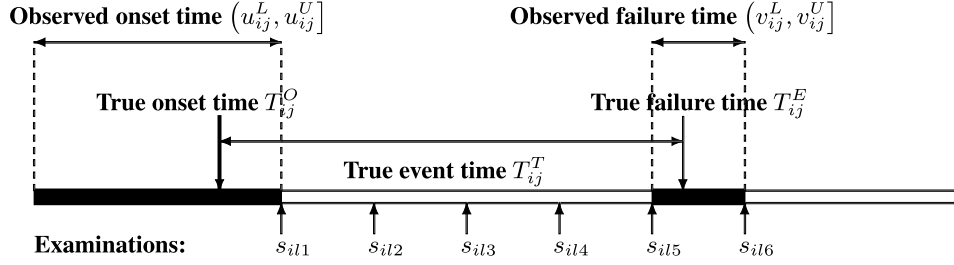 Observed onset time (u_{ij}^L, u_{ij}^U] Observed failure time (v_{ij}^L, v_{ij}^U]
True onset time T_{ij}^O True failure time T_{ij}^E
True event time T_{ij}^T
Examinations: s_{il1} s_{il2} s_{il3} s_{il4} s_{il5} s_{il6}